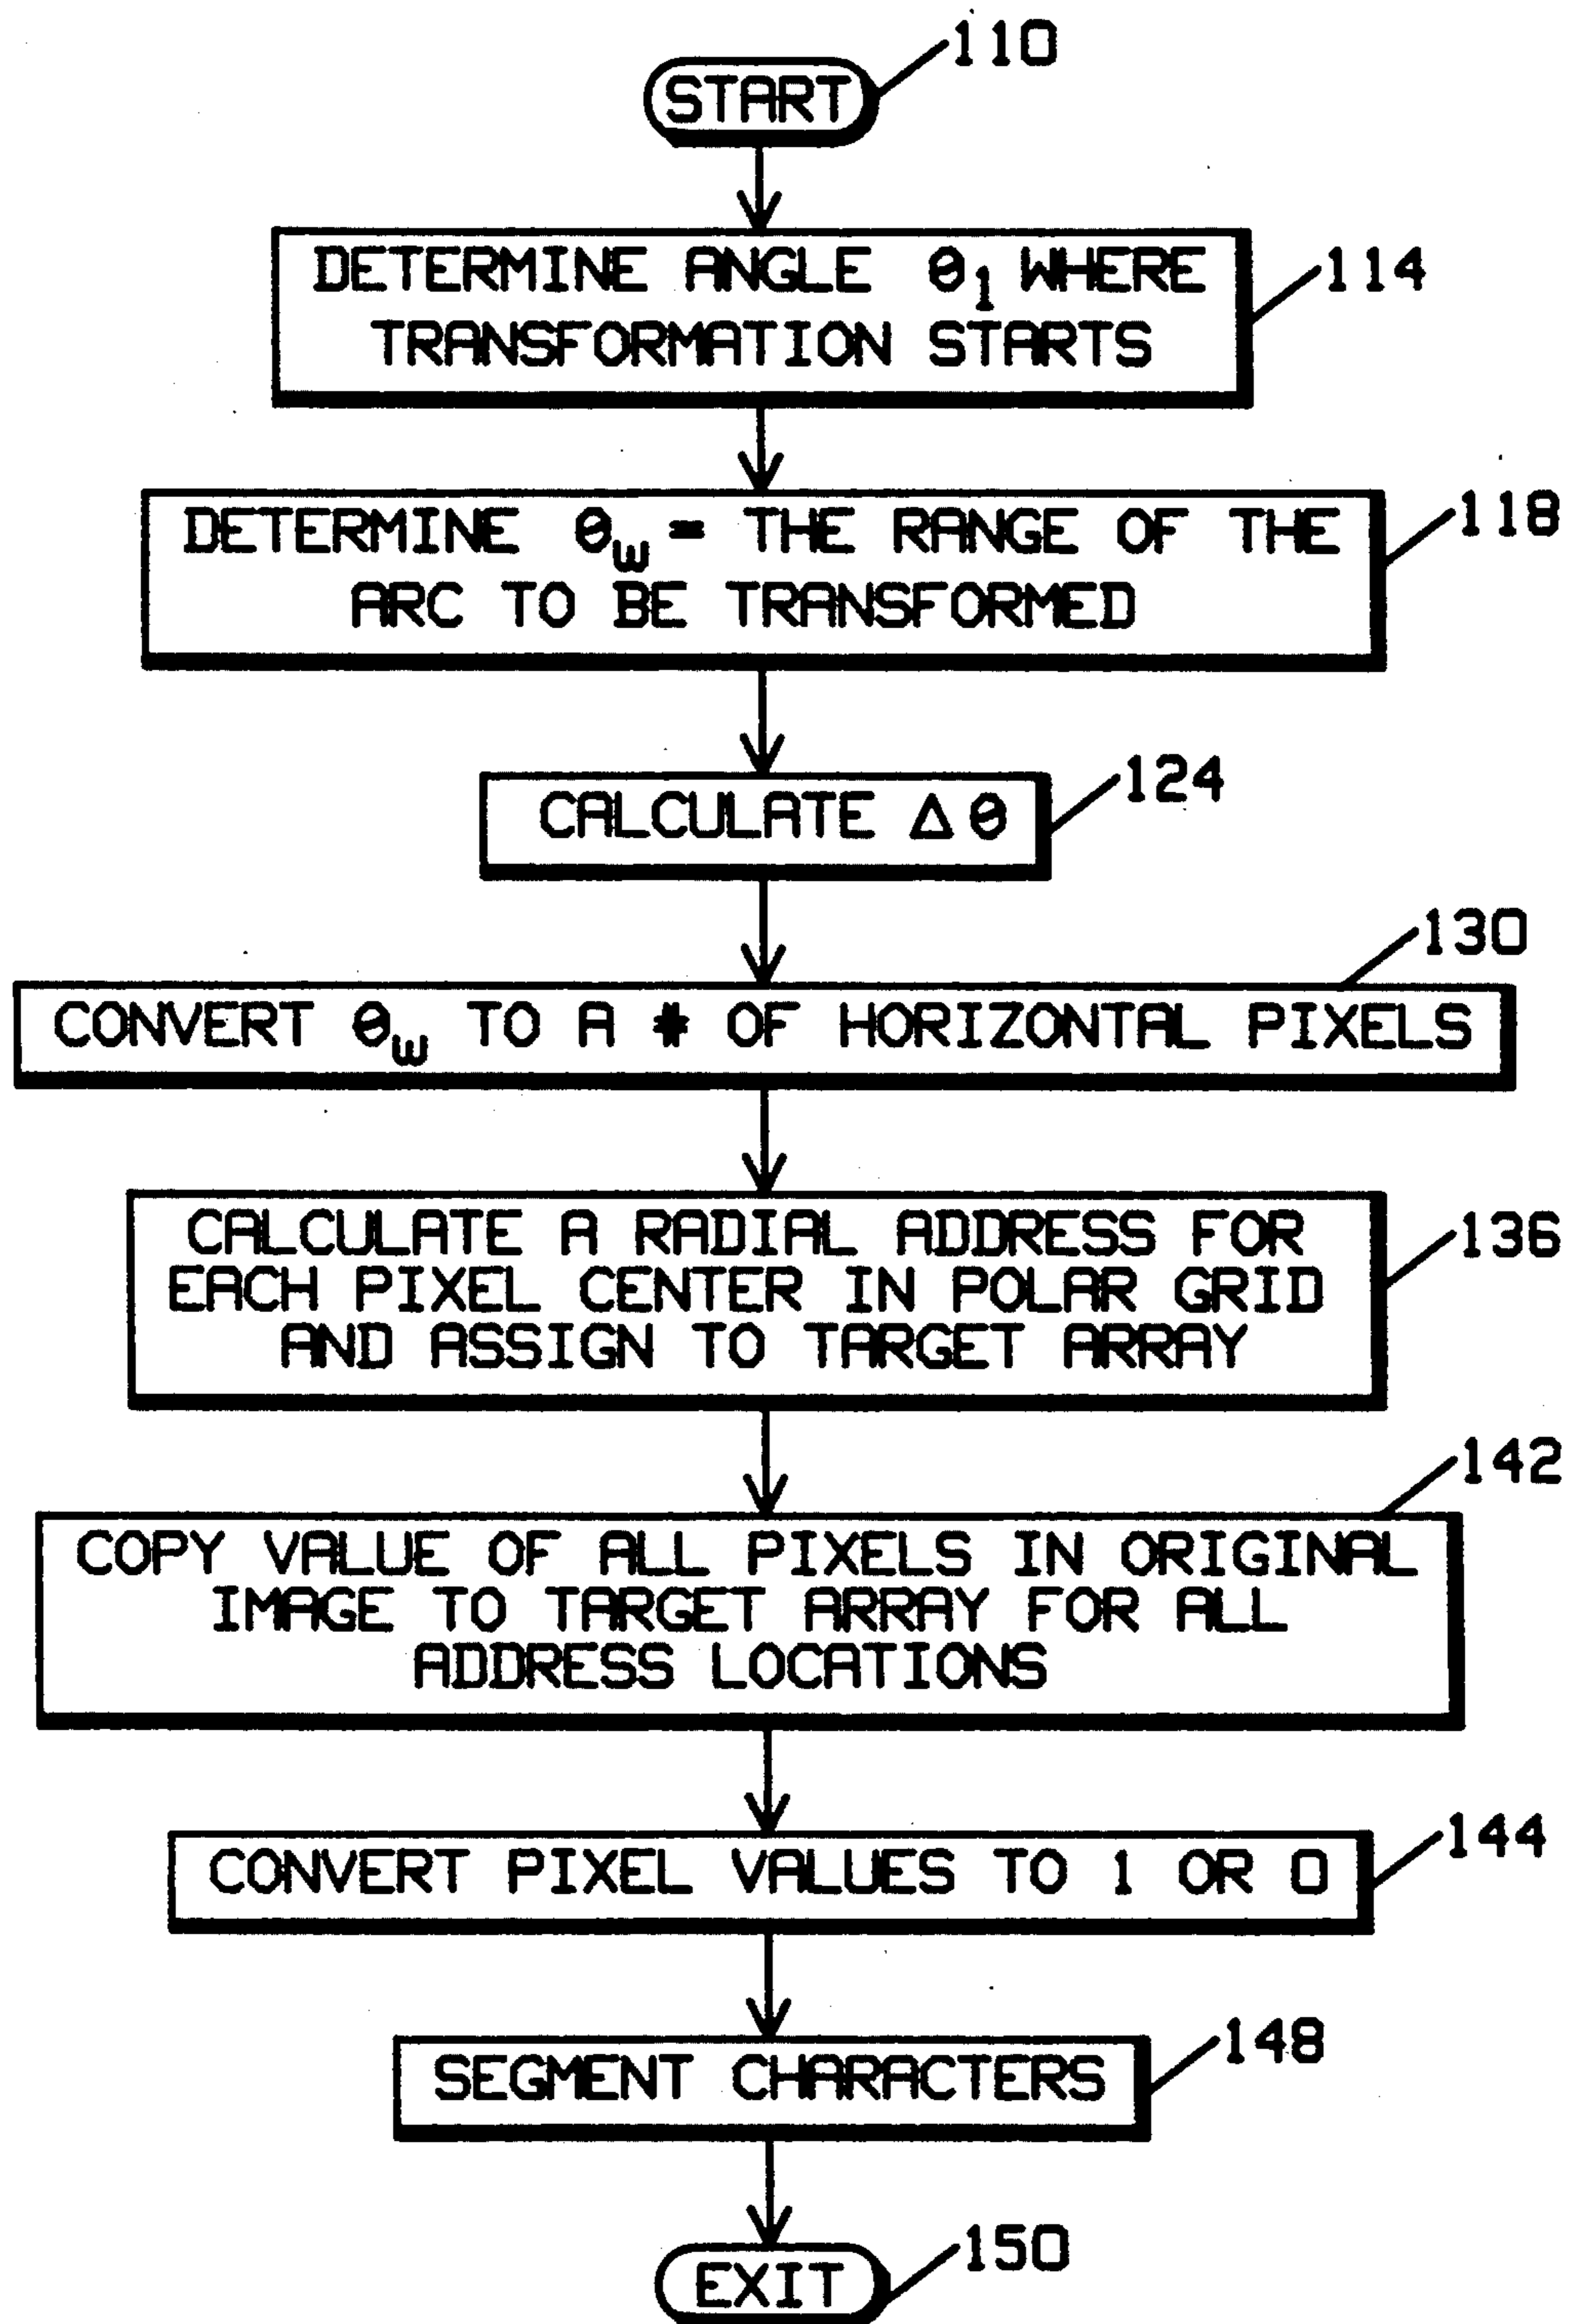 110
START
DETERMINE ANGLE θ1 WHERE
TRANSFORMATION STARTS
114
DETERMINE θw = THE RANGE OF THE
ARC TO BE TRANSFORMED
118
CALCULATE Δ θ
124
130
CONVERT θw TO A # OF HORIZONTAL PIXELS
CALCULATE A RADIAL ADDRESS FOR
EACH PIXEL CENTER IN POLAR GRID
AND ASSIGN TO TARGET ARRAY
136
142
COPY VALUE OF ALL PIXELS IN ORIGINAL
IMAGE TO TARGET ARRAY FOR ALL
ADDRESS LOCATIONS
144
CONVERT PIXEL VALUES TO 1 OR 0
148
SEGMENT CHARACTERS
150
EXIT